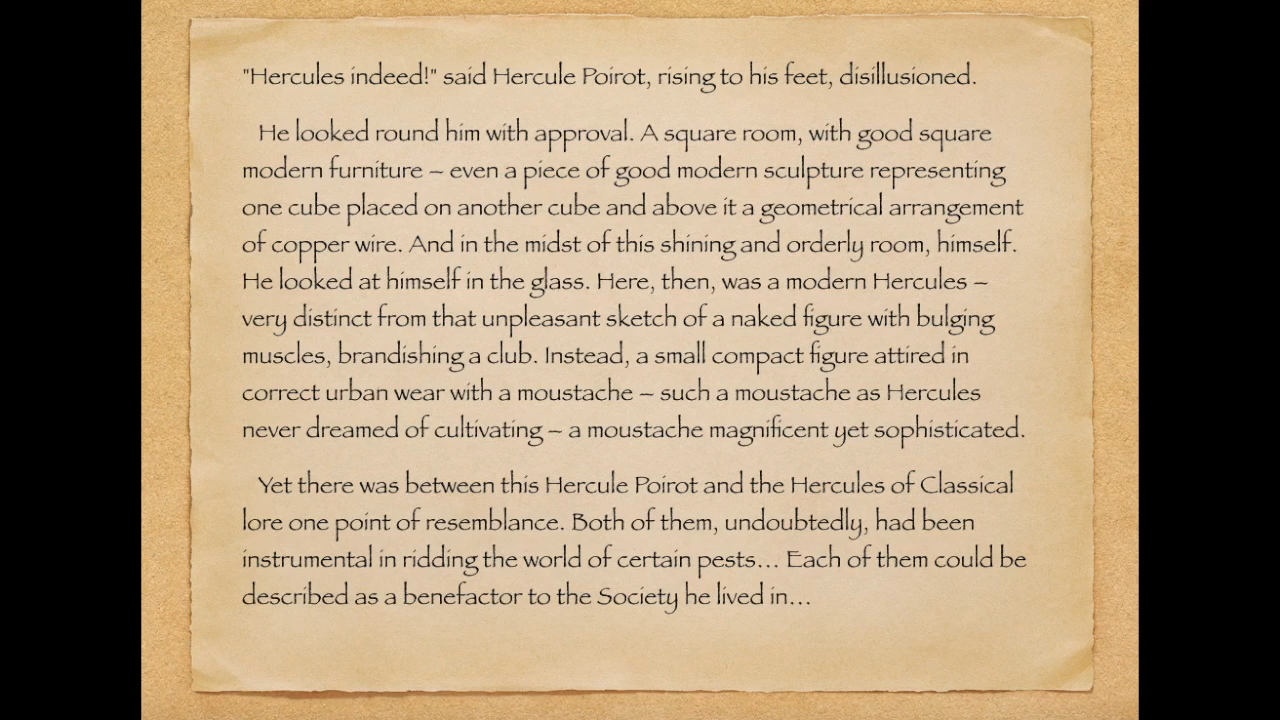 "Hercules indeed!" said Hercule Poirot, rising to his feet, disillusioned.
He looked round him with approval. A square room, with good square
modern furniture – even a piece of good modern sculpture representing
one cube placed on another cube and above it a geometrical arrangement
of copper wire. And in the midst of this shining and orderly room, himself.
He looked at himself in the glass. Here, then, was a modern Hercules –
very distinct from that unpleasant sketch of a naked figure with bulging
muscles, brandishing a club. Instead, a small compact figure attired in
correct urban wear with a moustache – such a moustache as Hercules
never dreamed of cultivating – a moustache magnificent yet sophisticated.
Yet there was between this Hercule Poirot and the Hercules of Classical
lore one point of resemblance. Both of them, undoubtedly, had been
instrumental in ridding the world of certain pests… Each of them could be
described as a benefactor to the Society he lived in…